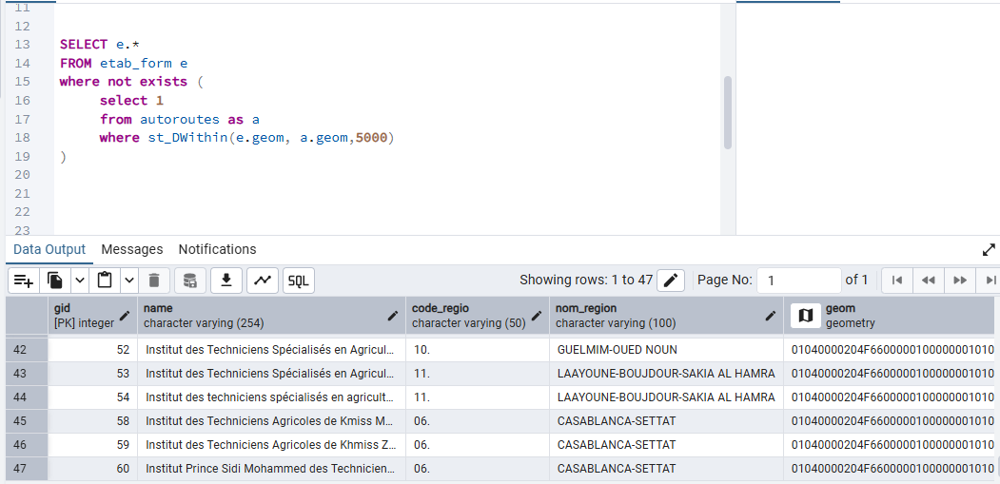 11
12
13 SELECT e.*
14 FROM etab_form e
15 where not exists (
16 select 1
17 from autoroutes as a
18 where st_DWithin(e.geom, a.geom,5000)
19 )
20
21
22
23
Data Output Messages Notifications
SQL Showing rows: 1 to 47 Page No: 1 of 1
gid name code_regio nom_region geom
[PK] integer character varying (254) character varying (50) character varying (100) geometry
42 52 Institut des Techniciens Spécialisés en Agricul... 10. GUELMIM-OUED NOUN 01040000204F6600000100000001010
43 53 Institut des Techniciens Spécialisés en Agricul... 11. LAAYOUNE-BOUJDOUR-SAKIA AL HAMRA 01040000204F6600000100000001010
44 54 Institut des techniciens spécialisés en agricult... 11. LAAYOUNE-BOUJDOUR-SAKIA AL HAMRA 01040000204F6600000100000001010
45 58 Institut des Techniciens Agricoles de Kmiss M... 06. CASABLANCA-SETTAT 01040000204F6600000100000001010
46 59 Institut des Techniciens Agricoles de Khmiss Z... 06. CASABLANCA-SETTAT 01040000204F6600000100000001010
47 60 Institut Prince Sidi Mohammed des Technicien... 06. CASABLANCA-SETTAT 01040000204F6600000100000001010